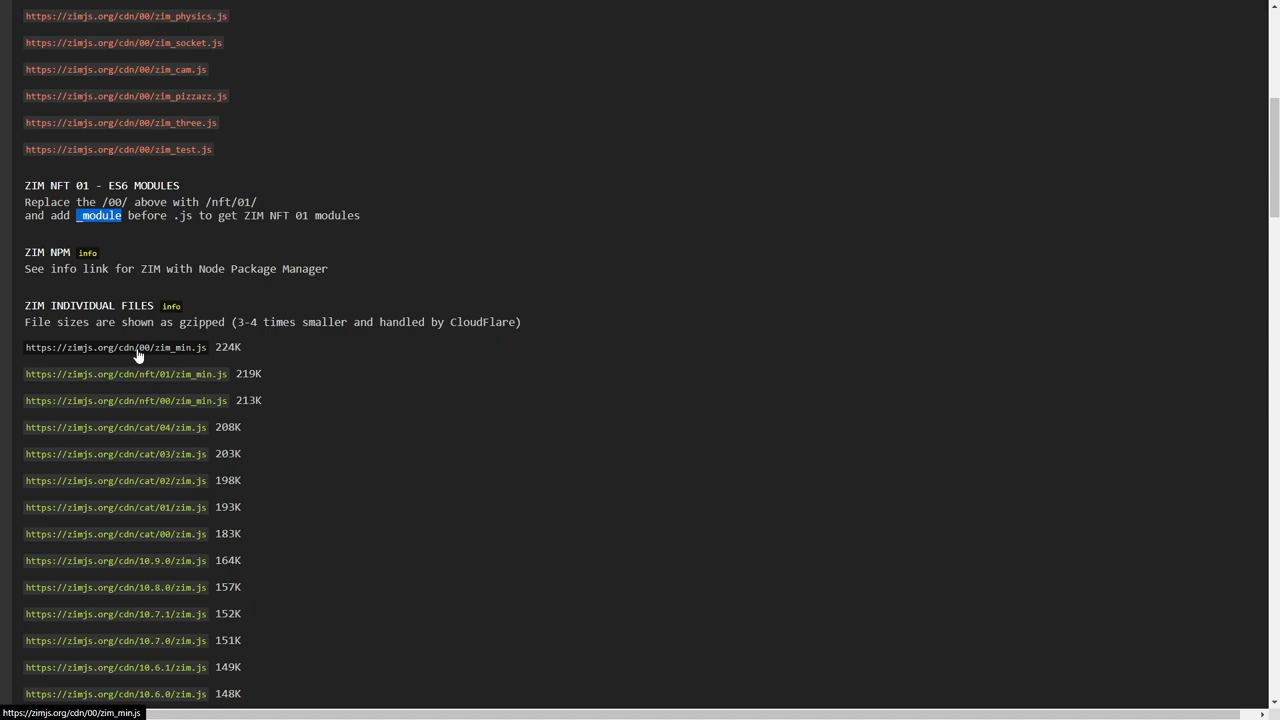 https://zimjs.org/cdn/00/zim_physics.js
https://zimjs.org/cdn/00/zim_socket.js
https://zimjs.org/cdn/00/zim_cam.js
https://zimjs.org/cdn/00/zim_pizzazz.js
https://zimjs.org/cdn/00/zim_three.js
https://zimjs.org/cdn/00/zim_test.js
ZIM NFT 01 - ES6 MODULES
Replace the /00/ above with /nft/01/
and add _module before .js to get ZIM NFT 01 modules
ZIM NPM info
See info link for ZIM with Node Package Manager
ZIM INDIVIDUAL FILES info
File sizes are shown as gzipped (3-4 times smaller and handled by CloudFlare)
https://zimjs.org/cdn/00/zim_min.js 224K
https://zimjs.org/cdn/nft/01/zim_min.js 219K
https://zimjs.org/cdn/nft/00/zim_min.js 213K
https://zimjs.org/cdn/cat/04/zim.js 208K
https://zimjs.org/cdn/cat/03/zim.js 203K
https://zimjs.org/cdn/cat/02/zim.js 198K
https://zimjs.org/cdn/cat/01/zim.js 193K
https://zimjs.org/cdn/cat/00/zim.js 183K
https://zimjs.org/cdn/10.9.0/zim.js 164K
https://zimjs.org/cdn/10.8.0/zim.js 157K
https://zimjs.org/cdn/10.7.1/zim.js 152K
https://zimjs.org/cdn/10.7.0/zim.js 151K
https://zimjs.org/cdn/10.6.1/zim.js 149K
https://zimjs.org/cdn/10.6.0/zim.js 148K
https://zimjs.org/cdn/00/zim_min.js